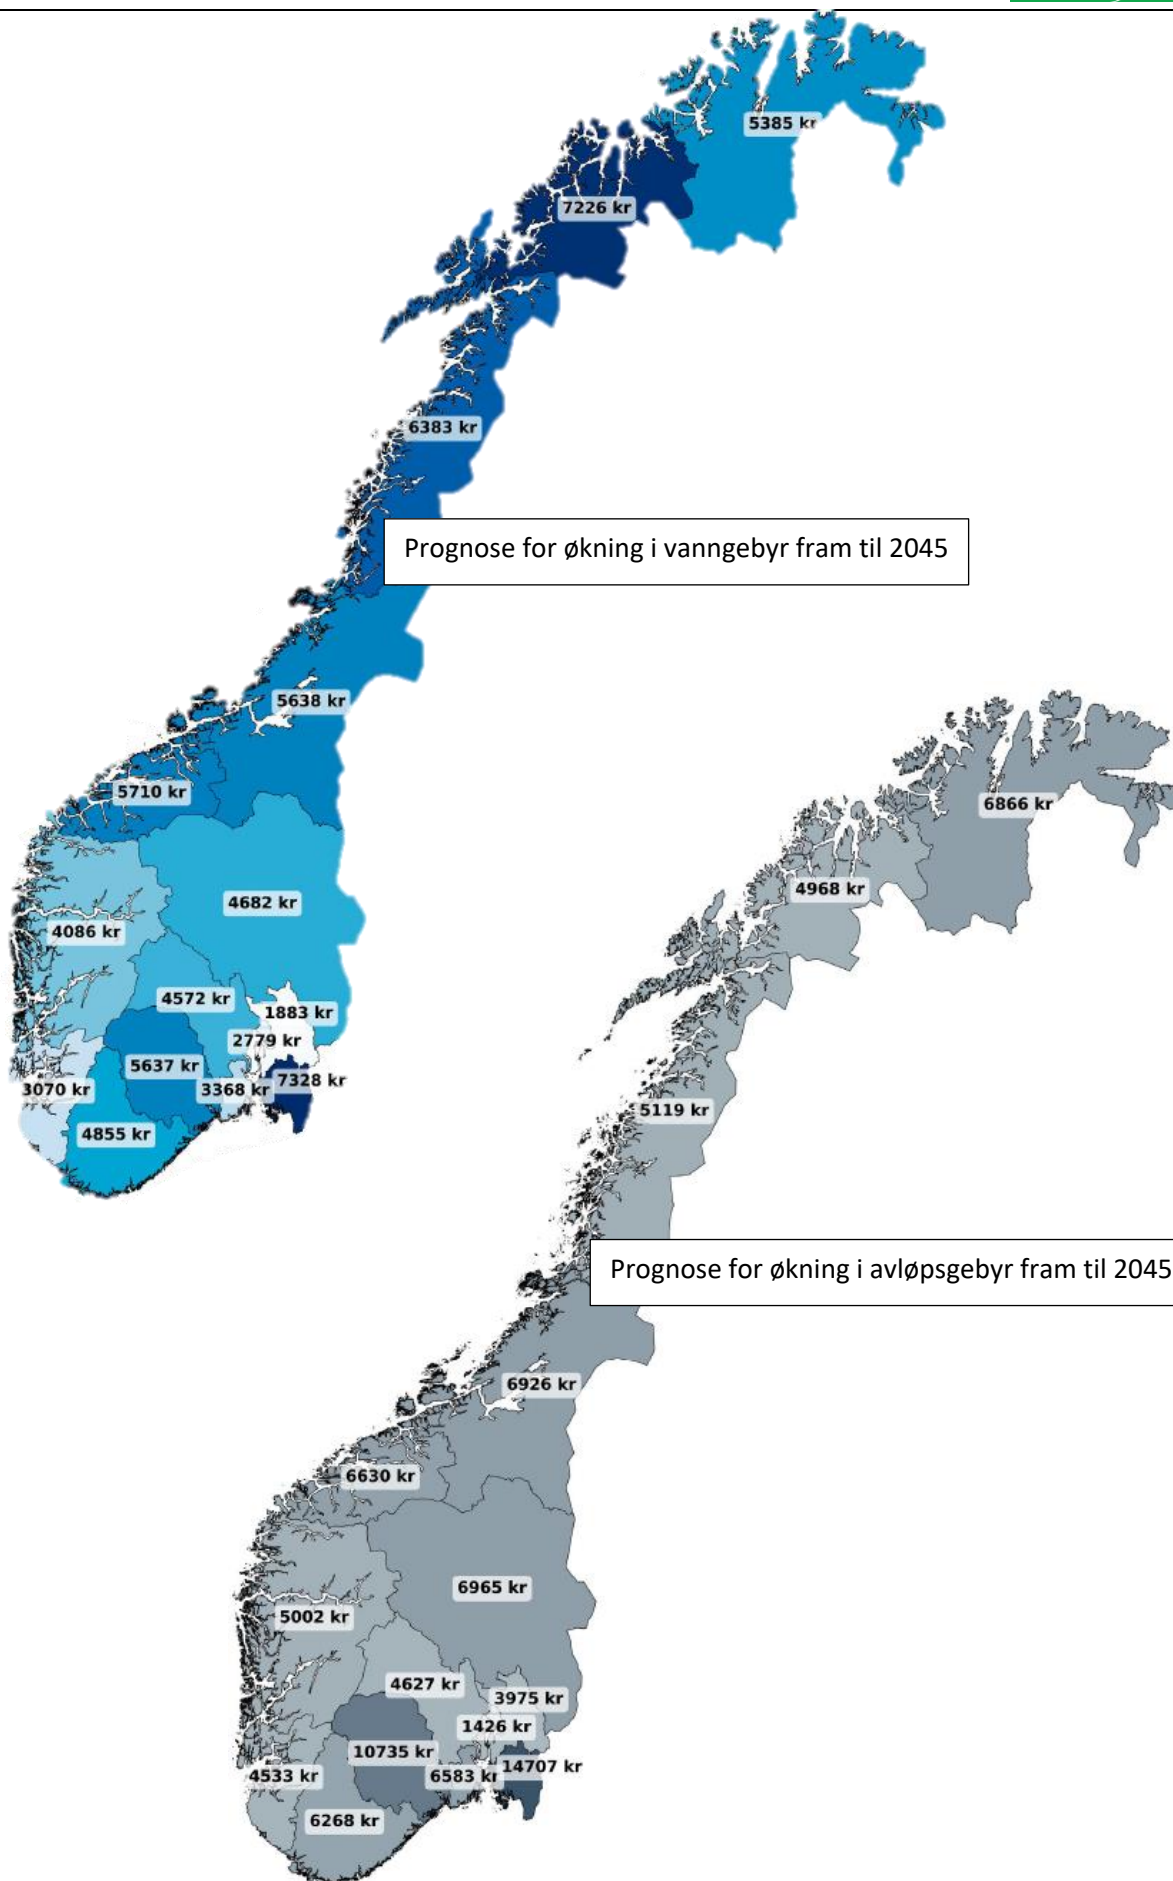 5385 kr
7226 kr
6383 kr
Prognose for økning i vanngebyr fram til 2045
5638 kr
5710 kr
4682 kr
4086 kr
4572 kr
1883 kr
2779 kr
5637 kr
3368 kr
7328 kr
3070 kr
4855 kr
6866 kr
4968 kr
5119 kr
Prognose for økning i avløpsgebyr fram til 2045
6926 kr
6630 kr
6965 kr
5002 kr
4627 kr
3975 kr
1426 kr
10735 kr
14707 kr
4533 kr
6583 kr
6268 kr